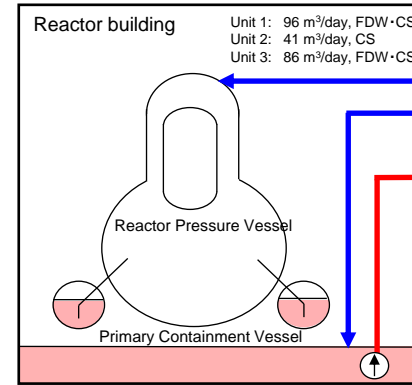 Reactor building
Unit 1: 96 m³/day, FDW・CS
Unit 2: 41 m³/day, CS
Unit 3: 86 m³/day, FDW・CS
Reactor Pressure Vessel
Primary Containment Vessel